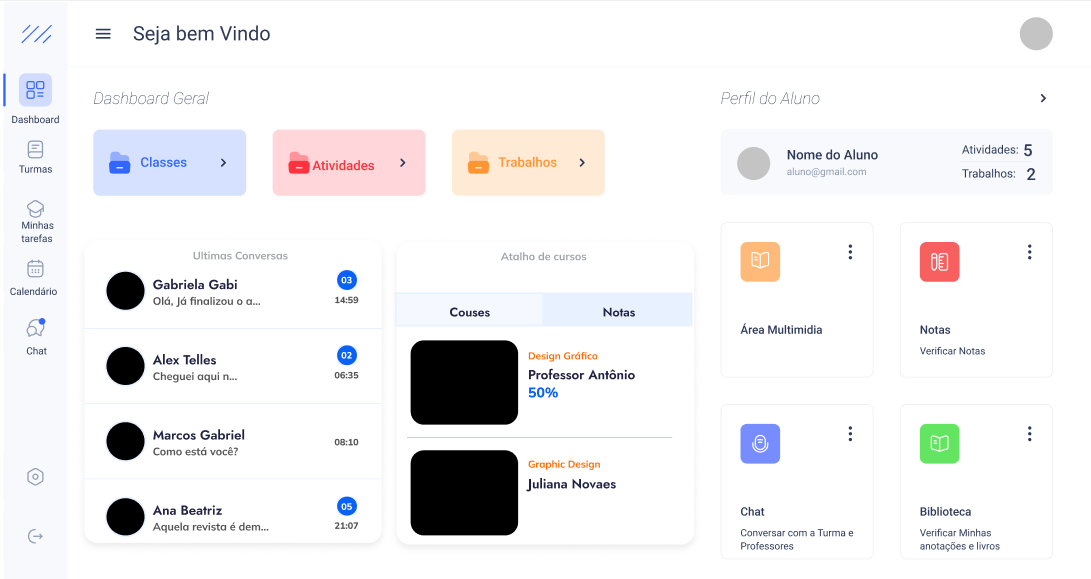 Seja bem Vindo
Dashboard
Turmas
Minhas
tarefas
Calendário
Chat
Dashboard Geral
Classes
Atividades
Trabalhos
Ultimas Conversas
Gabriela Gabi
03
Olá, Já finalizou o a...
14:59
Alex Telles
02
Cheguei aqui n...
06:35
Marcos Gabriel
08:10
Como está você?
Ana Beatriz
05
Aquela revista é dem...
21:07
Atalho de cursos
Couses
Notas
Design Gráfico
Professor Antônio
50%
Graphic Design
Juliana Novaes
Perfil do Aluno
Nome do Aluno
aluno@gmail.com
Atividades: 5
Trabalhos: 2
Área Multimidia
Notas
Verificar Notas
Chat
Conversar com a Turma e
Professores
Biblioteca
Verificar Minhas
anotações e livros